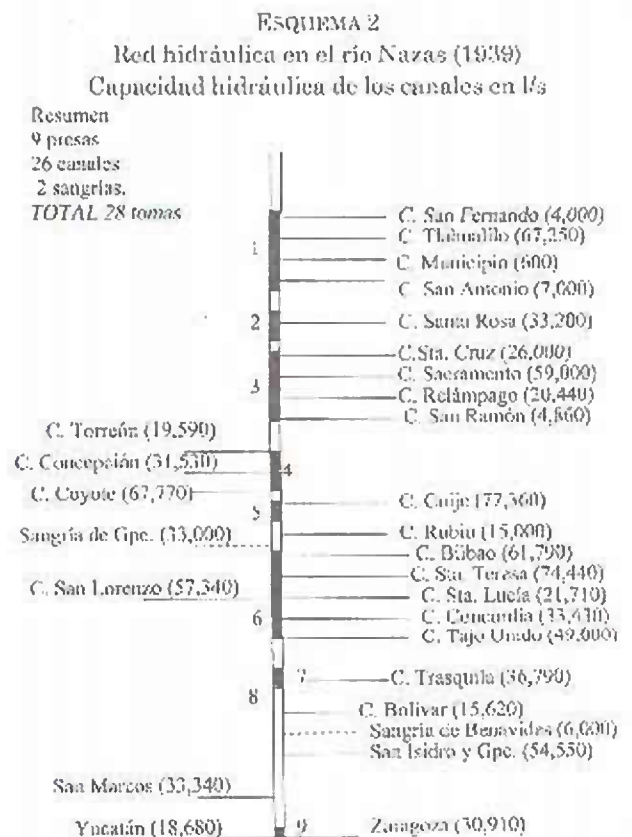 ESQUEMA 2
Red hidráulica en el río Nazas (1939)
Capacidad hidráulica de los canales en l/s
Resumen
9 presas
26 canales
2 sangrías.
TOTAL 28 tomas
C. San Fernando (4,000)
C. Tlahualilo (67,250)
1
C. Municipio (600)
C. San Antonio (7,000)
2
C. Santa Rosa (33,200)
C.Sta. Cruz (26,000)
C. Sacramento (59,000)
3
C. Relámpago (20,440)
C. San Ramón (4,860)
C. Torreón (19,590)
C. Concepción (31,530)
4
C. Coyote (67,770)
C. Cuije (77,360)
5
Sangría de Gpe. (33,000)
C. Rubio (15,000)
C. Bilbao (61,790)
C. Sta. Teresa (74,440)
C. San Lorenzo (57,340)
C. Sta. Lucía (21,710)
6
C. Concordia (33,430)
C. Tajo Unido (49,000)
7
C. Trasquila (36,790)
8
C. Bolivar (15,620)
Sangría de Benavides (6,000)
San Isidro y Gpe. (54,550)
San Marcos (33,340)
Yucatán (18,680)
9
Zaragoza (30,910)